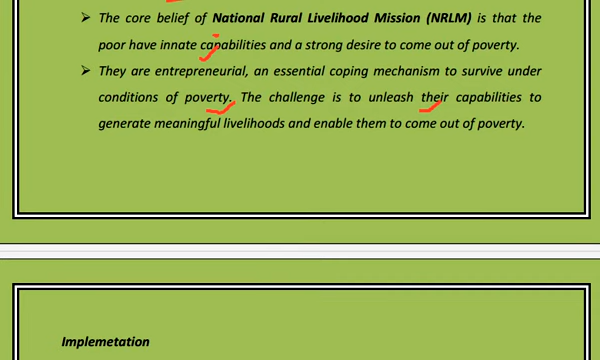 ➢ The core belief of National Rural Livelihood Mission (NRLM) is that the
poor have innate capabilities and a strong desire to come out of poverty.
➢ They are entrepreneurial, an essential coping mechanism to survive under
conditions of poverty. The challenge is to unleash their capabilities to
generate meaningful livelihoods and enable them to come out of poverty.
Implemetation